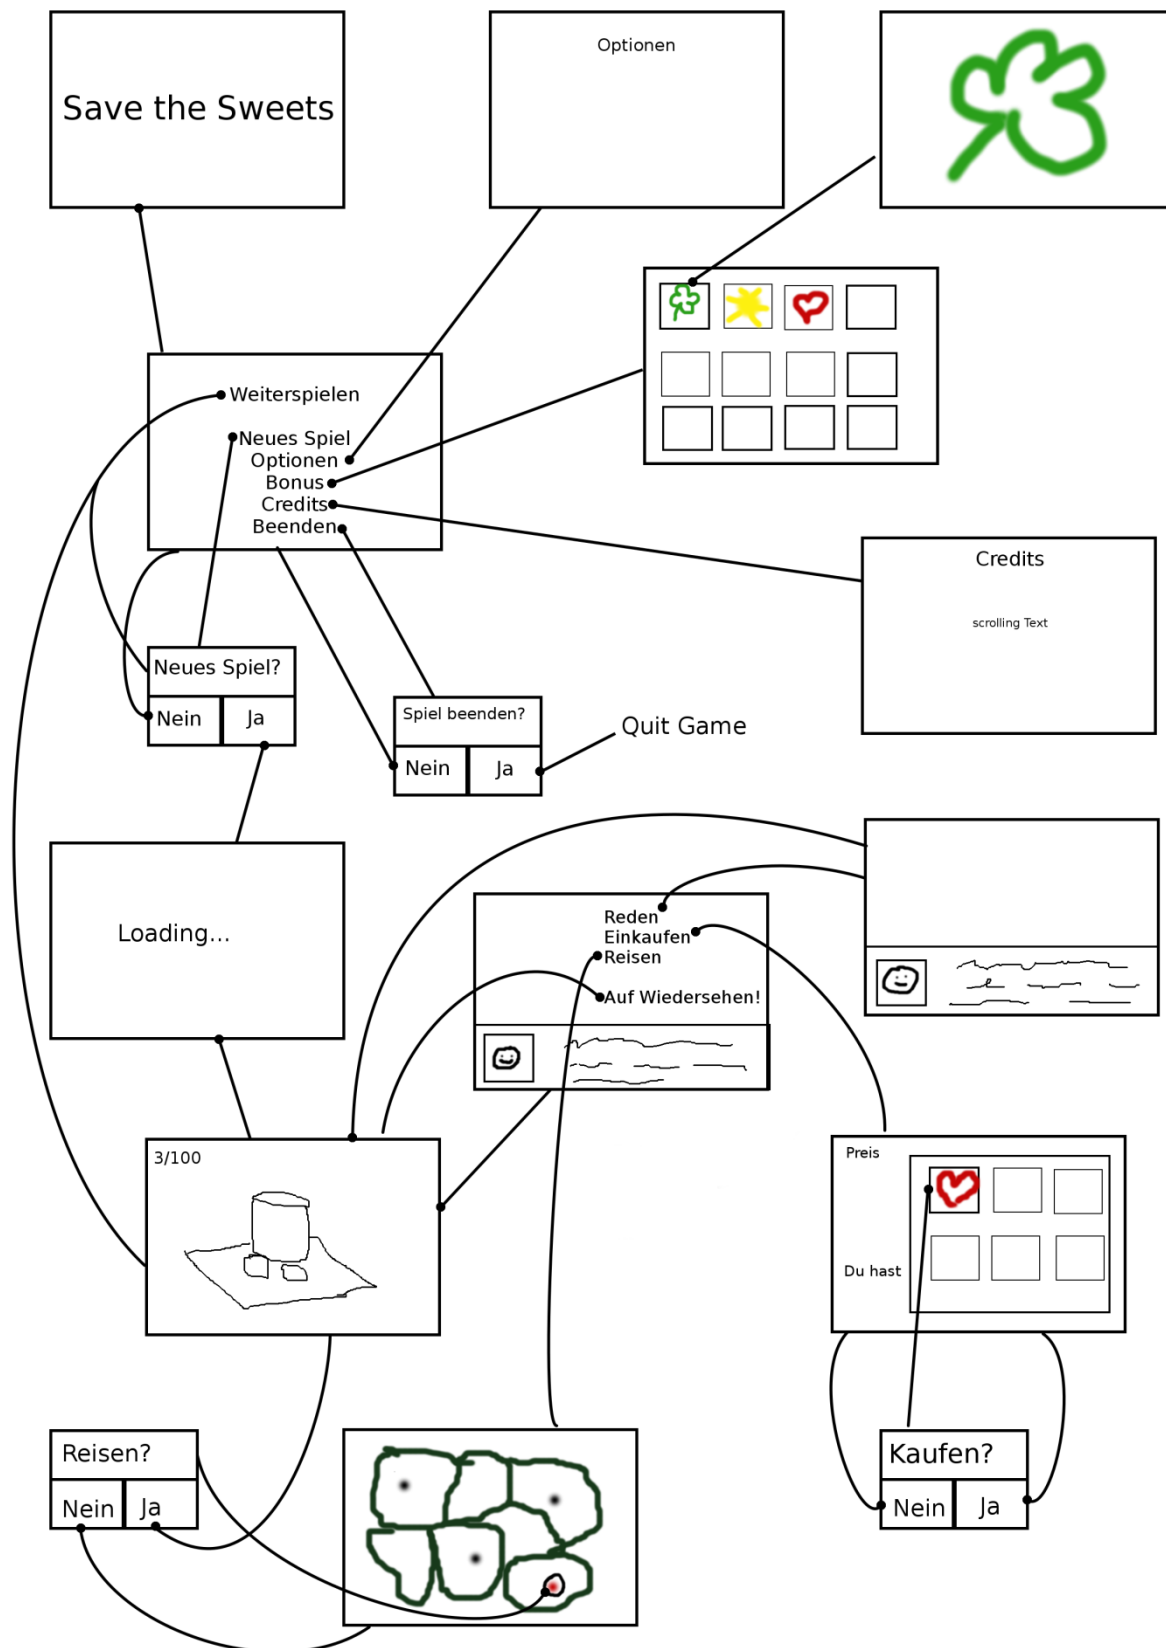 Save the Sweets
Optionen
Weiterspielen
Neues Spiel
Optionen
Bonus
Credits
Beenden
Credits
scrolling Text
Neues Spiel?
Nein
Ja
Spiel beenden?
Nein
Ja
Quit Game
Loading...
Reden
Einkaufen
Reisen
Auf Wiedersehen!
3/100
Preis
Du hast
Reisen?
Nein
Ja
Kaufen?
Nein
Ja